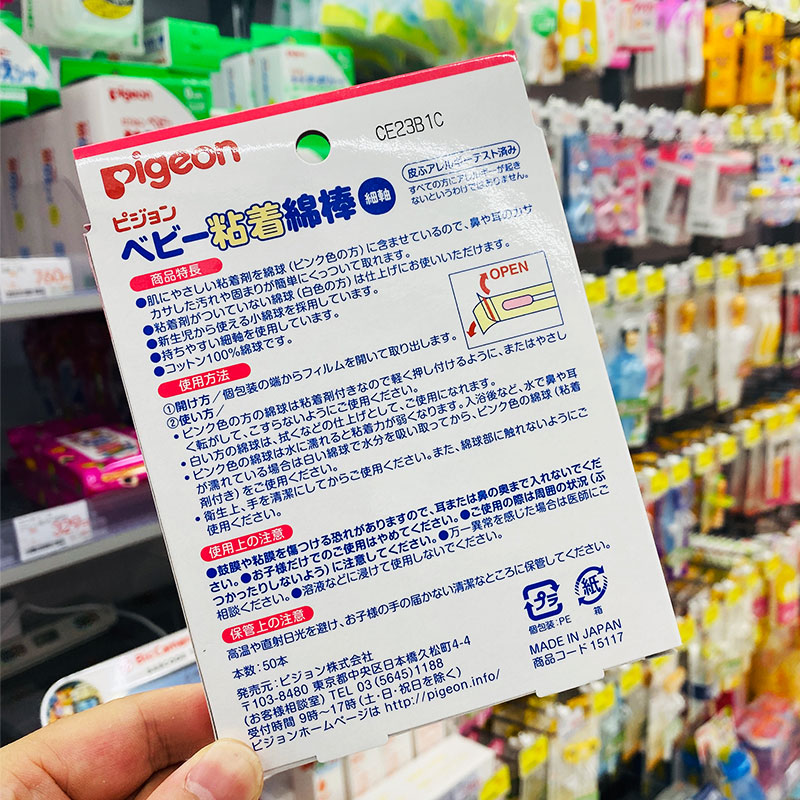 CE23B1C
Pigeon
ピジョン
ベビー粘着綿棒 細軸
皮ふアレルギーテスト済み
すべての方にアレルギーが起き
ないというわけではありません。
商品特長
●肌にやさしい粘着剤を綿球(ピンク色の方)に含ませているので、鼻や耳のカサ
カサした汚れや固まりが簡単にくっついて取れます。
●粘着剤がついていない綿球(白色の方)は仕上げにお使いいただけます。
●新生児から使える小綿球を採用しています。
●持ちやすい細軸を使用しています。
●コットン100%綿球です。
OPEN
使用方法
①開け方/個包装の端からフィルムを開いて取り出します。
②使い方/
・ピンク色の方の綿球は粘着剤付きなので軽く押し付けるように、またはやさし
く転がして、こすらないようにご使用ください。
・白い方の綿球は、拭くなどの仕上げとして、ご使用になれます。
・ピンク色の綿球は水に濡れると粘着力が弱くなります。入浴後など、水で鼻や耳
が濡れている場合は白い綿球で水分を吸い取ってから、ピンク色の綿球(粘着
剤付き)をご使用ください。
・衛生上、手を清潔にしてからご使用ください。また、綿球部に触れないようにご
使用ください。
使用上の注意
●鼓膜や粘膜を傷つける恐れがありますので、耳または鼻の奥まで入れないでくだ
さい。●お子様だけでのご使用はやめてください。●ご使用の際は周囲の状況(ぶ
つかったりしないよう)に注意してください。●万一異常を感じた場合は医師にご
相談ください。●溶液などに浸けて使用しないでください。
保管上の注意
高温や直射日光を避け、お子様の手の届かない清潔なところに保管してください。
本数:50本
発売元:ピジョン株式会社
〒103-8480 東京都中央区日本橋久松町4-4
(お客様相談室) TEL 03(5645)1188
受付時間 9時〜17時(土・日・祝日を除く)
ピジョンホームページは http://pigeon.info/
プラ
個包装:PE
紙
箱
MADE IN JAPAN
商品コード 15117
Pigeon
760
329